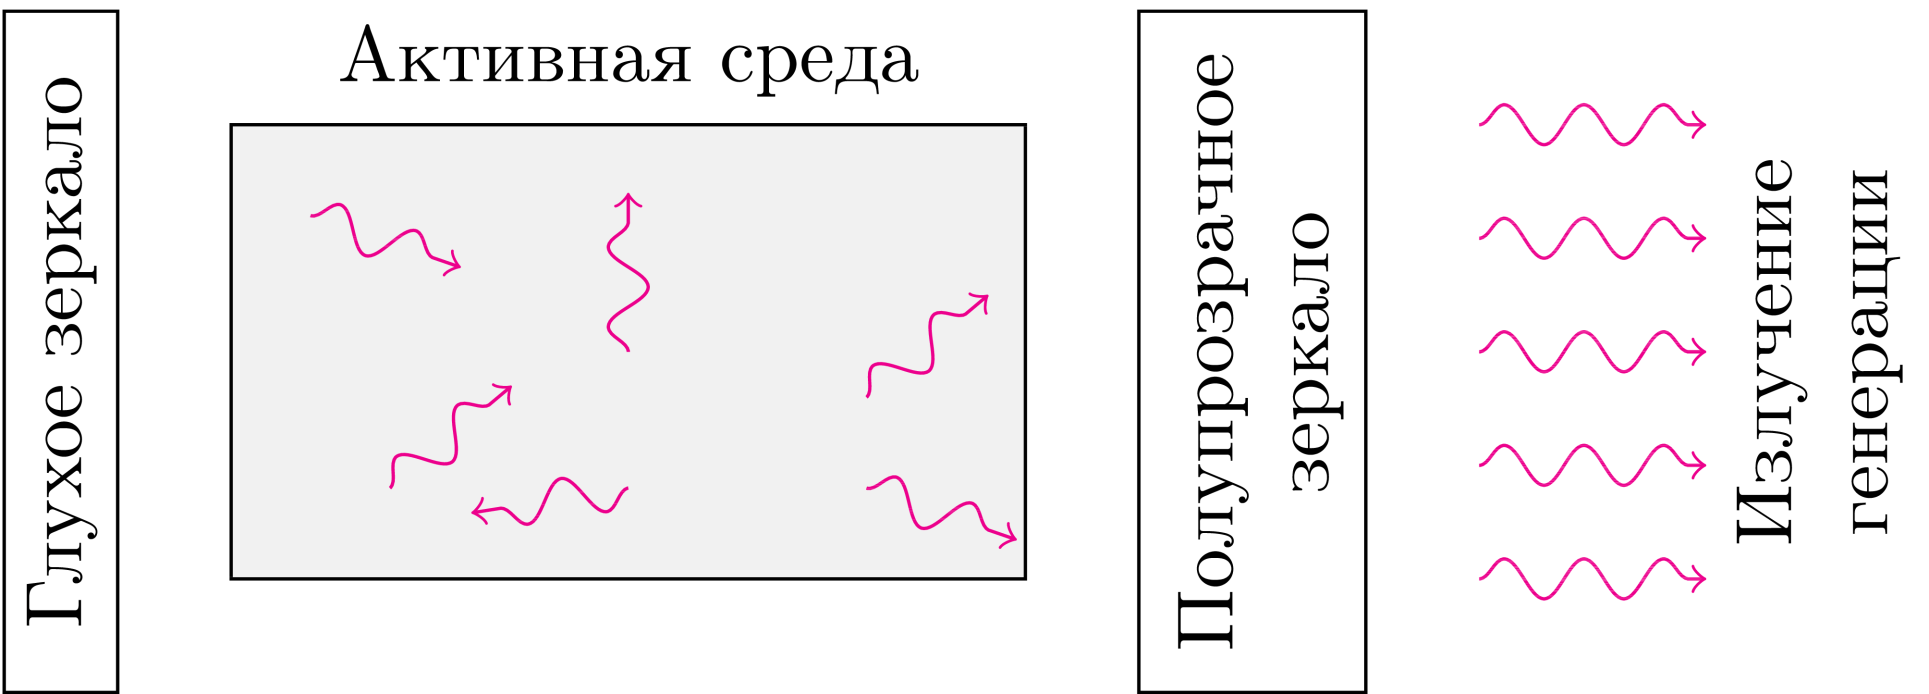 Глухое зеркало
Активная среда
Полупрозрачное
зеркало
Излучение
генерации